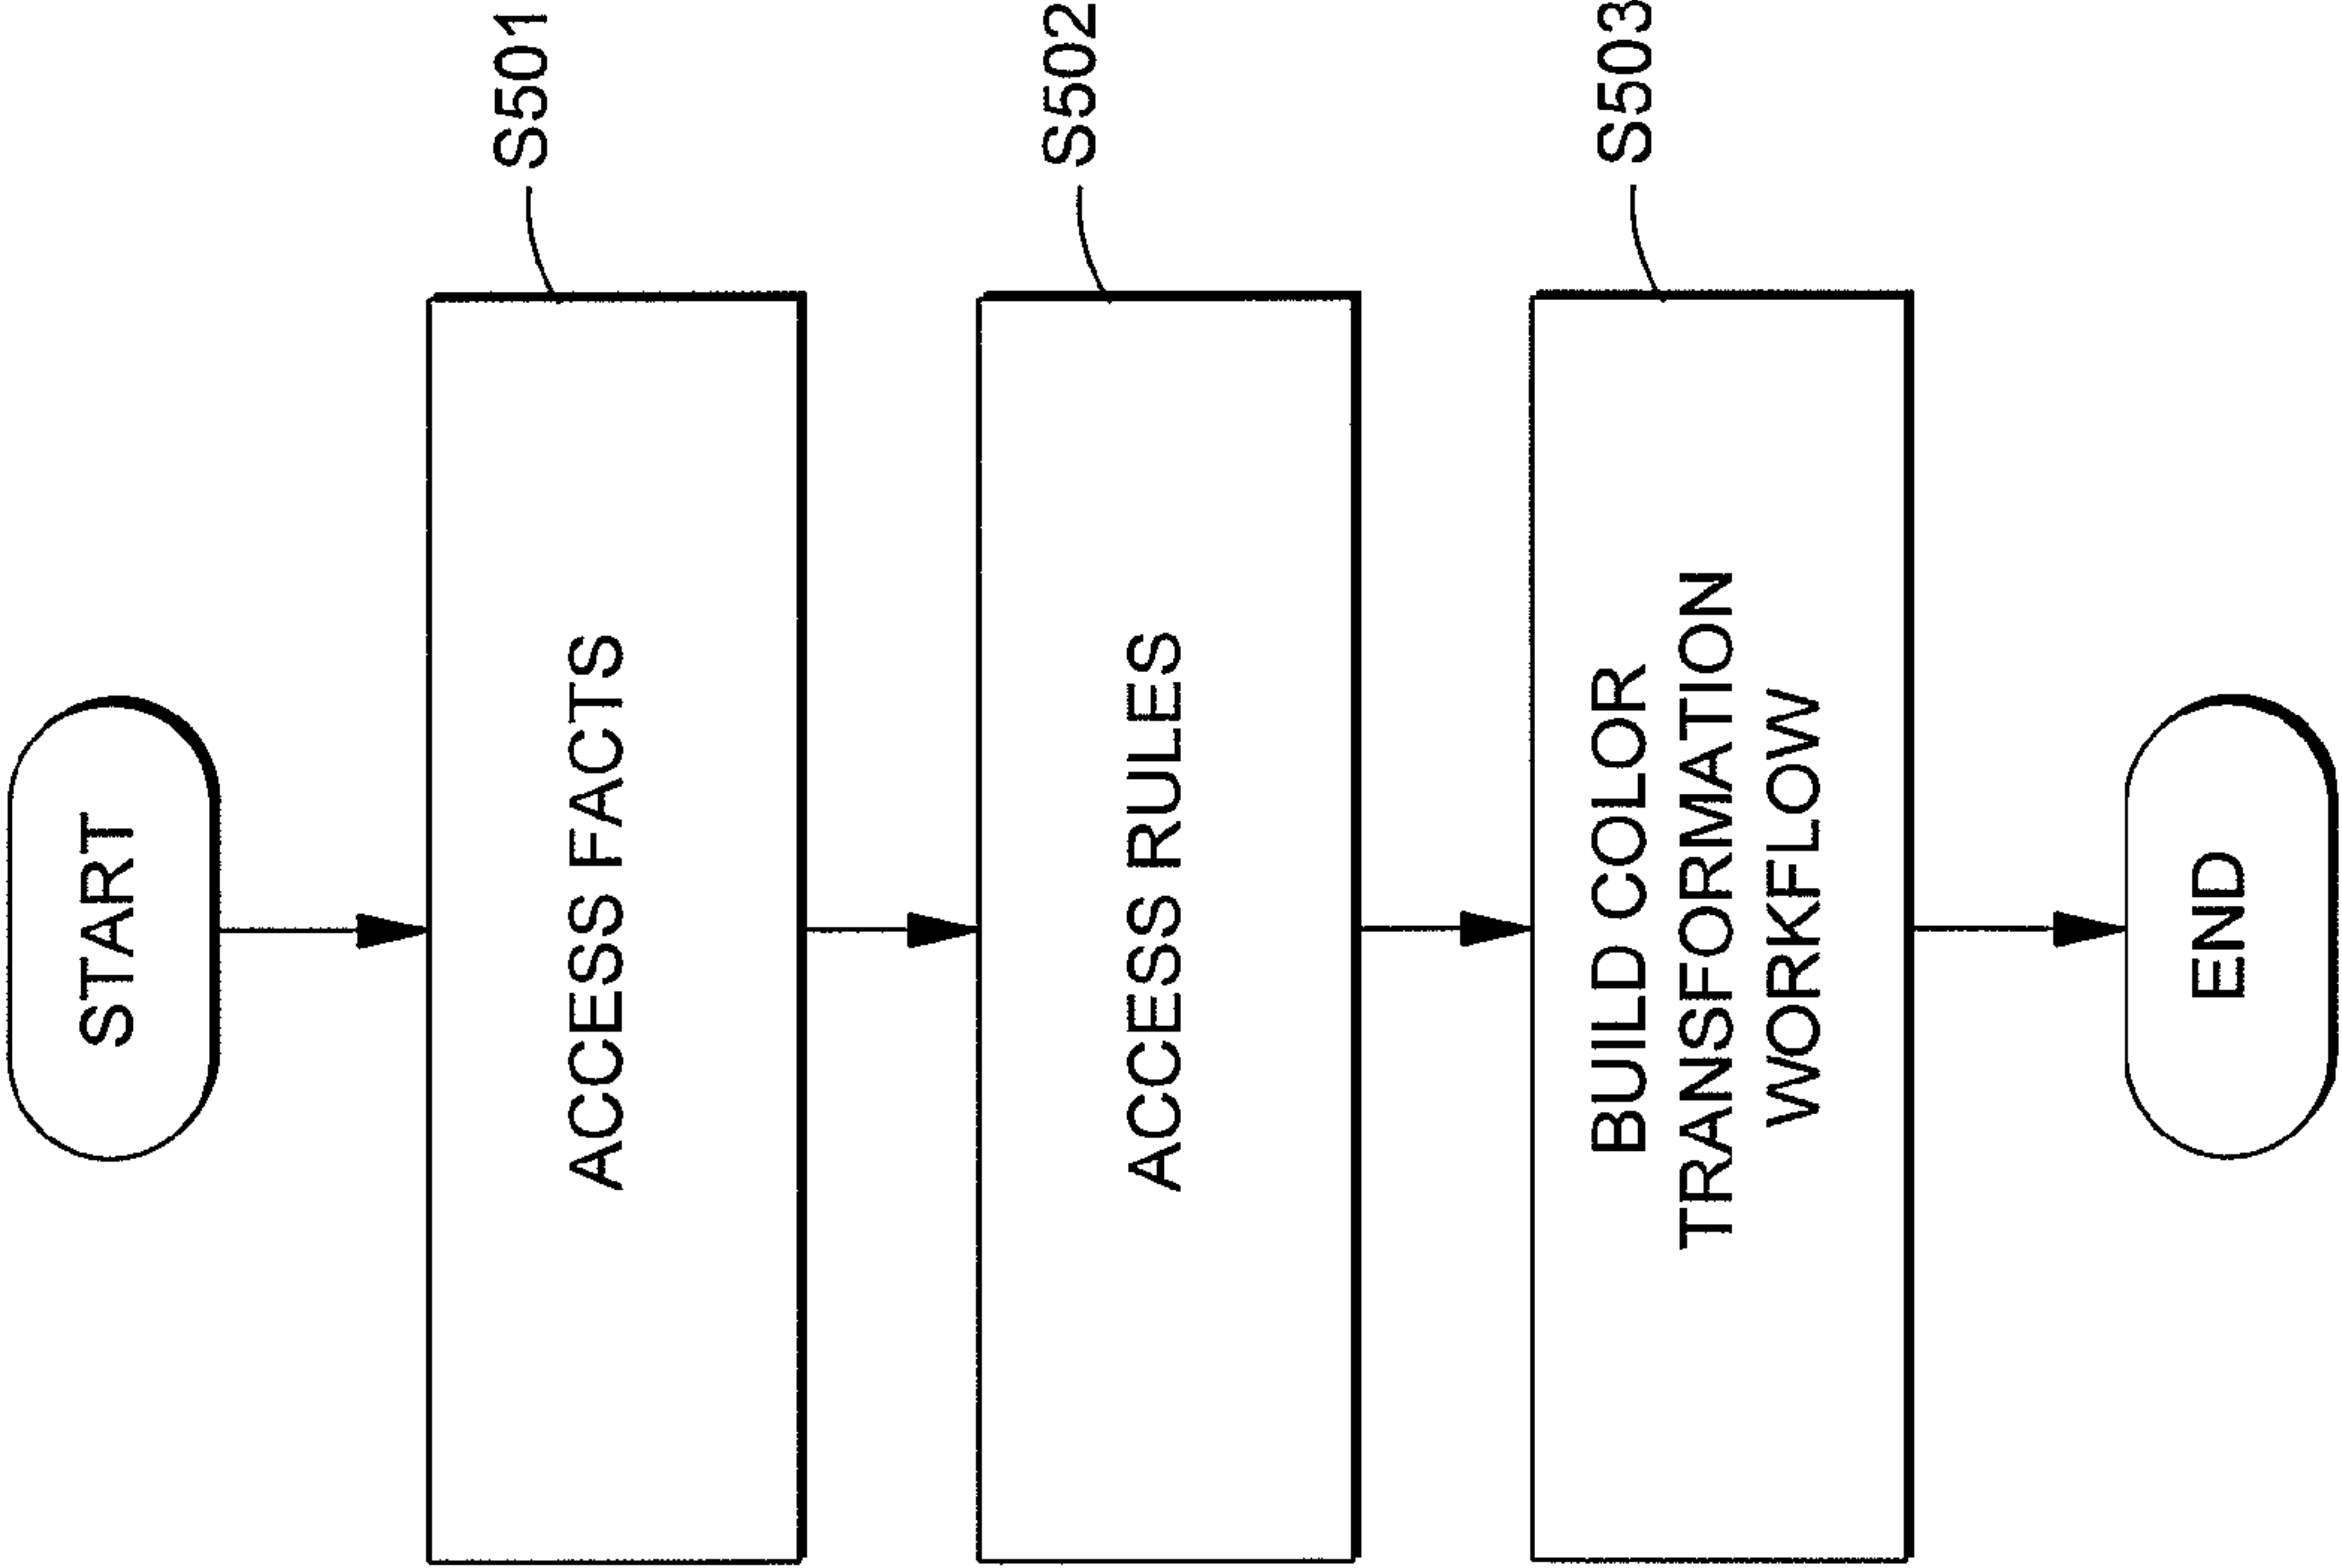 START
S501
ACCESS FACTS
S502
ACCESS RULES
S503
BUILD COLOR
TRANSFORMATION
WORKFLOW
END